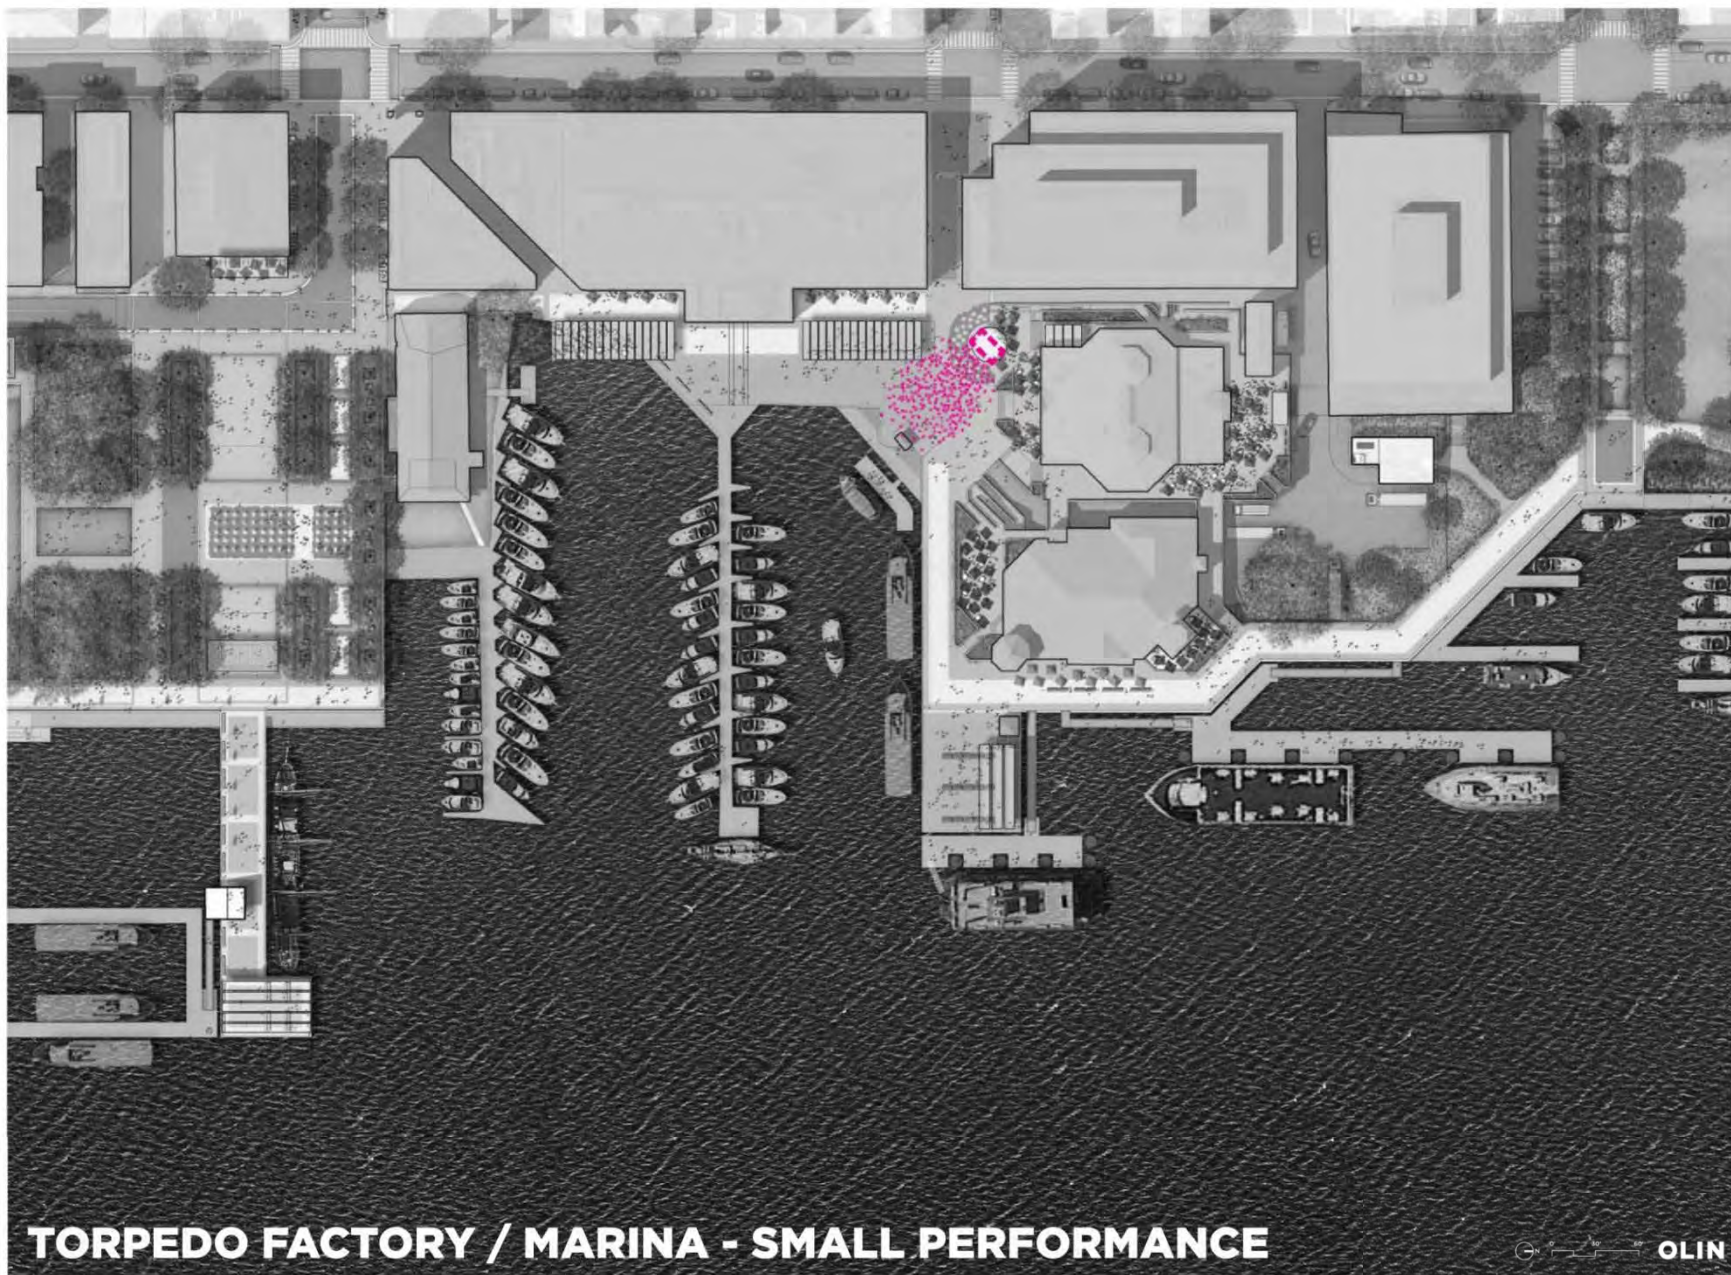 TORPEDO FACTORY / MARINA - SMALL PERFORMANCE
OLIN